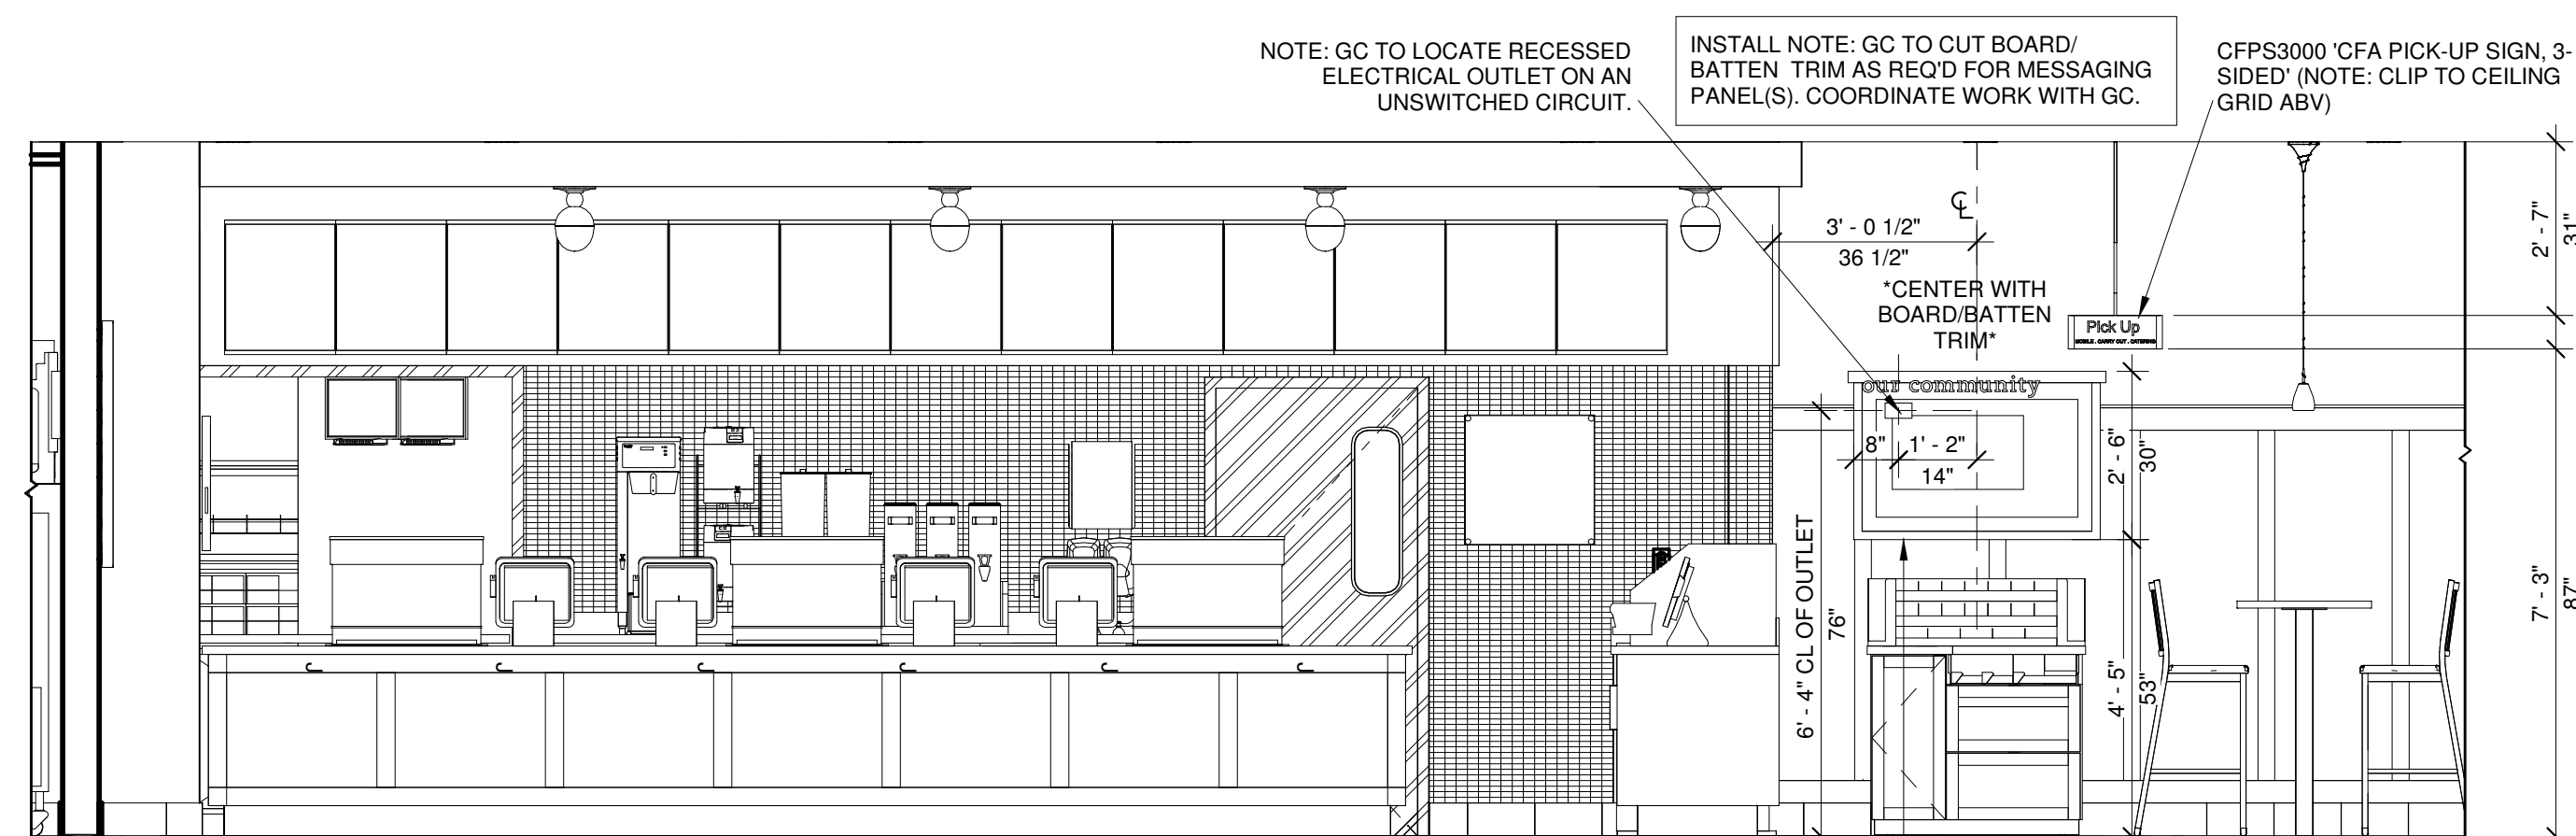 NOTE: GC TO LOCATE RECESSED
ELECTRICAL OUTLET ON AN
UNSWITCHED CIRCUIT.
INSTALL NOTE: GC TO CUT BOARD/
BATTEN TRIM AS REQ'D FOR MESSAGING
PANEL(S). COORDINATE WORK WITH GC.
CFPS3000 'CFA PICK-UP SIGN, 3-
SIDED' (NOTE: CLIP TO CEILING
GRID ABV)
3' - 0 1/2"
36 1/2"
*CENTER WITH
BOARD/BATTEN
TRIM*
Pick Up
MOBILE . CARRY OUT . CATERING
our community
8"
1' - 2"
14"
6' - 4" CL OF OUTLET
76"
2' - 6"
30"
4' - 5"
53"
2' - 7"
31"
7' - 3"
87"